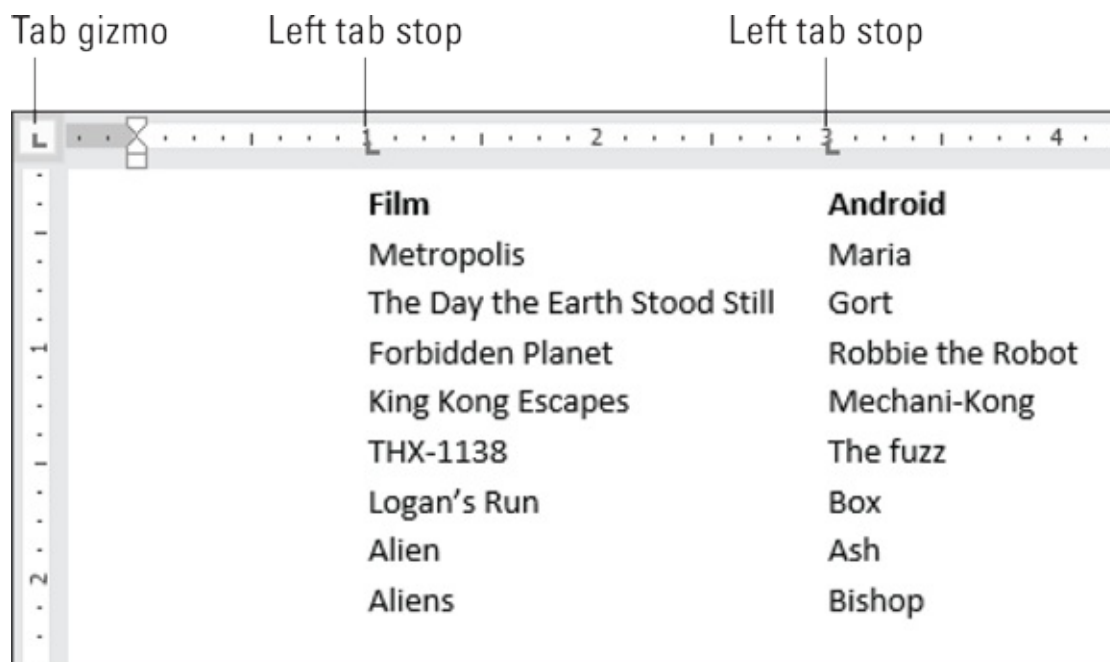 Tab gizmo Left tab stop Left tab stop
1 2 3 4
Film Android
Metropolis Maria
The Day the Earth Stood Still Gort
Forbidden Planet Robbie the Robot
1
King Kong Escapes Mechani-Kong
THX-1138 The fuzz
Logan’s Run Box
Alien Ash
2
Aliens Bishop